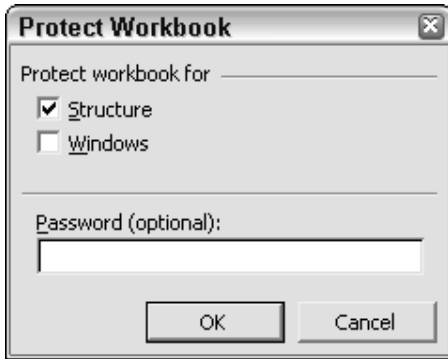 Protect Workbook
Protect workbook for
Structure
Windows
Password (optional):
OK Cancel